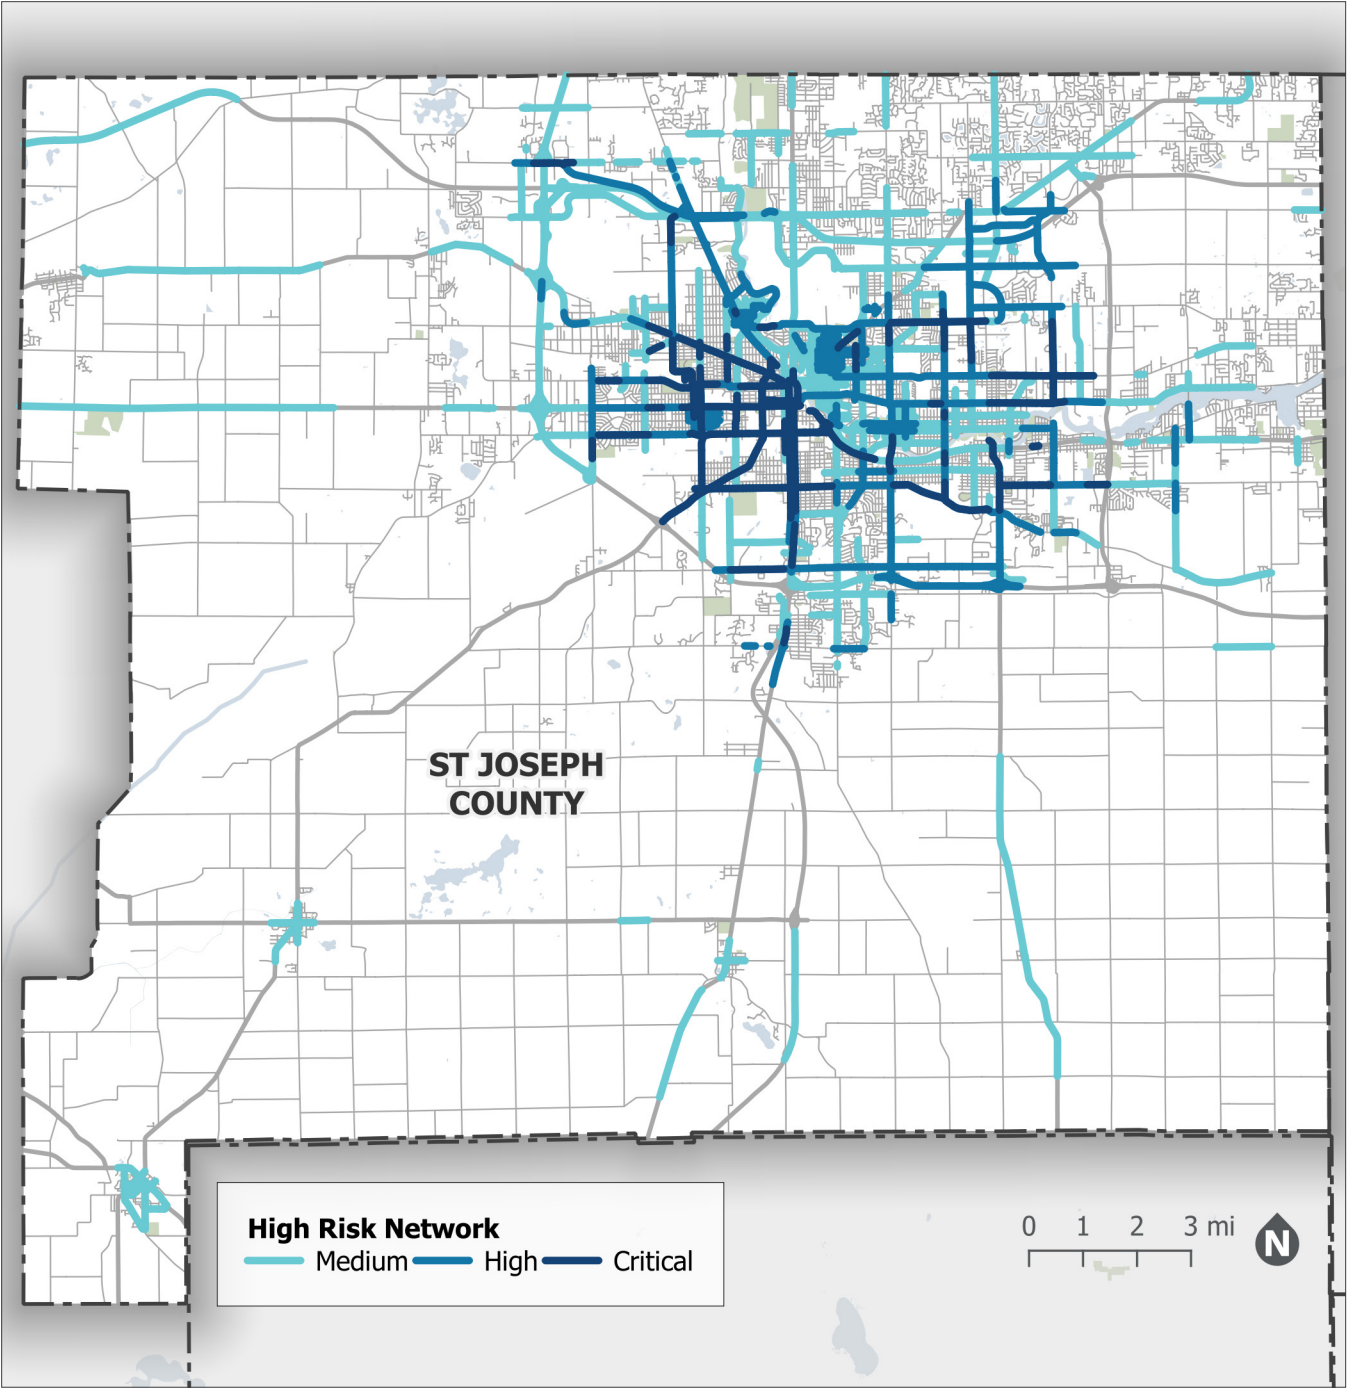 ST JOSEPH
COUNTY
High Risk Network
Medium High Critical
0 1 2 3 mi
N